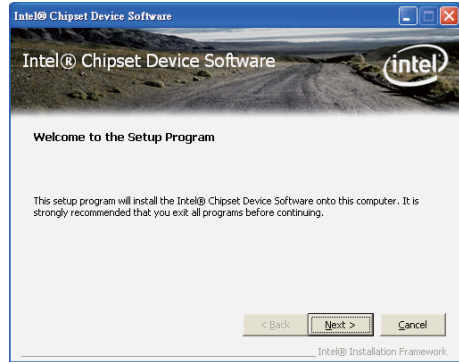 Intel® Chipset Device Software
Intel® Chipset Device Software
intel
Welcome to the Setup Program
This setup program will install the Intel® Chipset Device Software onto this computer. It is
strongly recommended that you exit all programs before continuing.
< Back Next > Cancel
Intel® Installation Framework